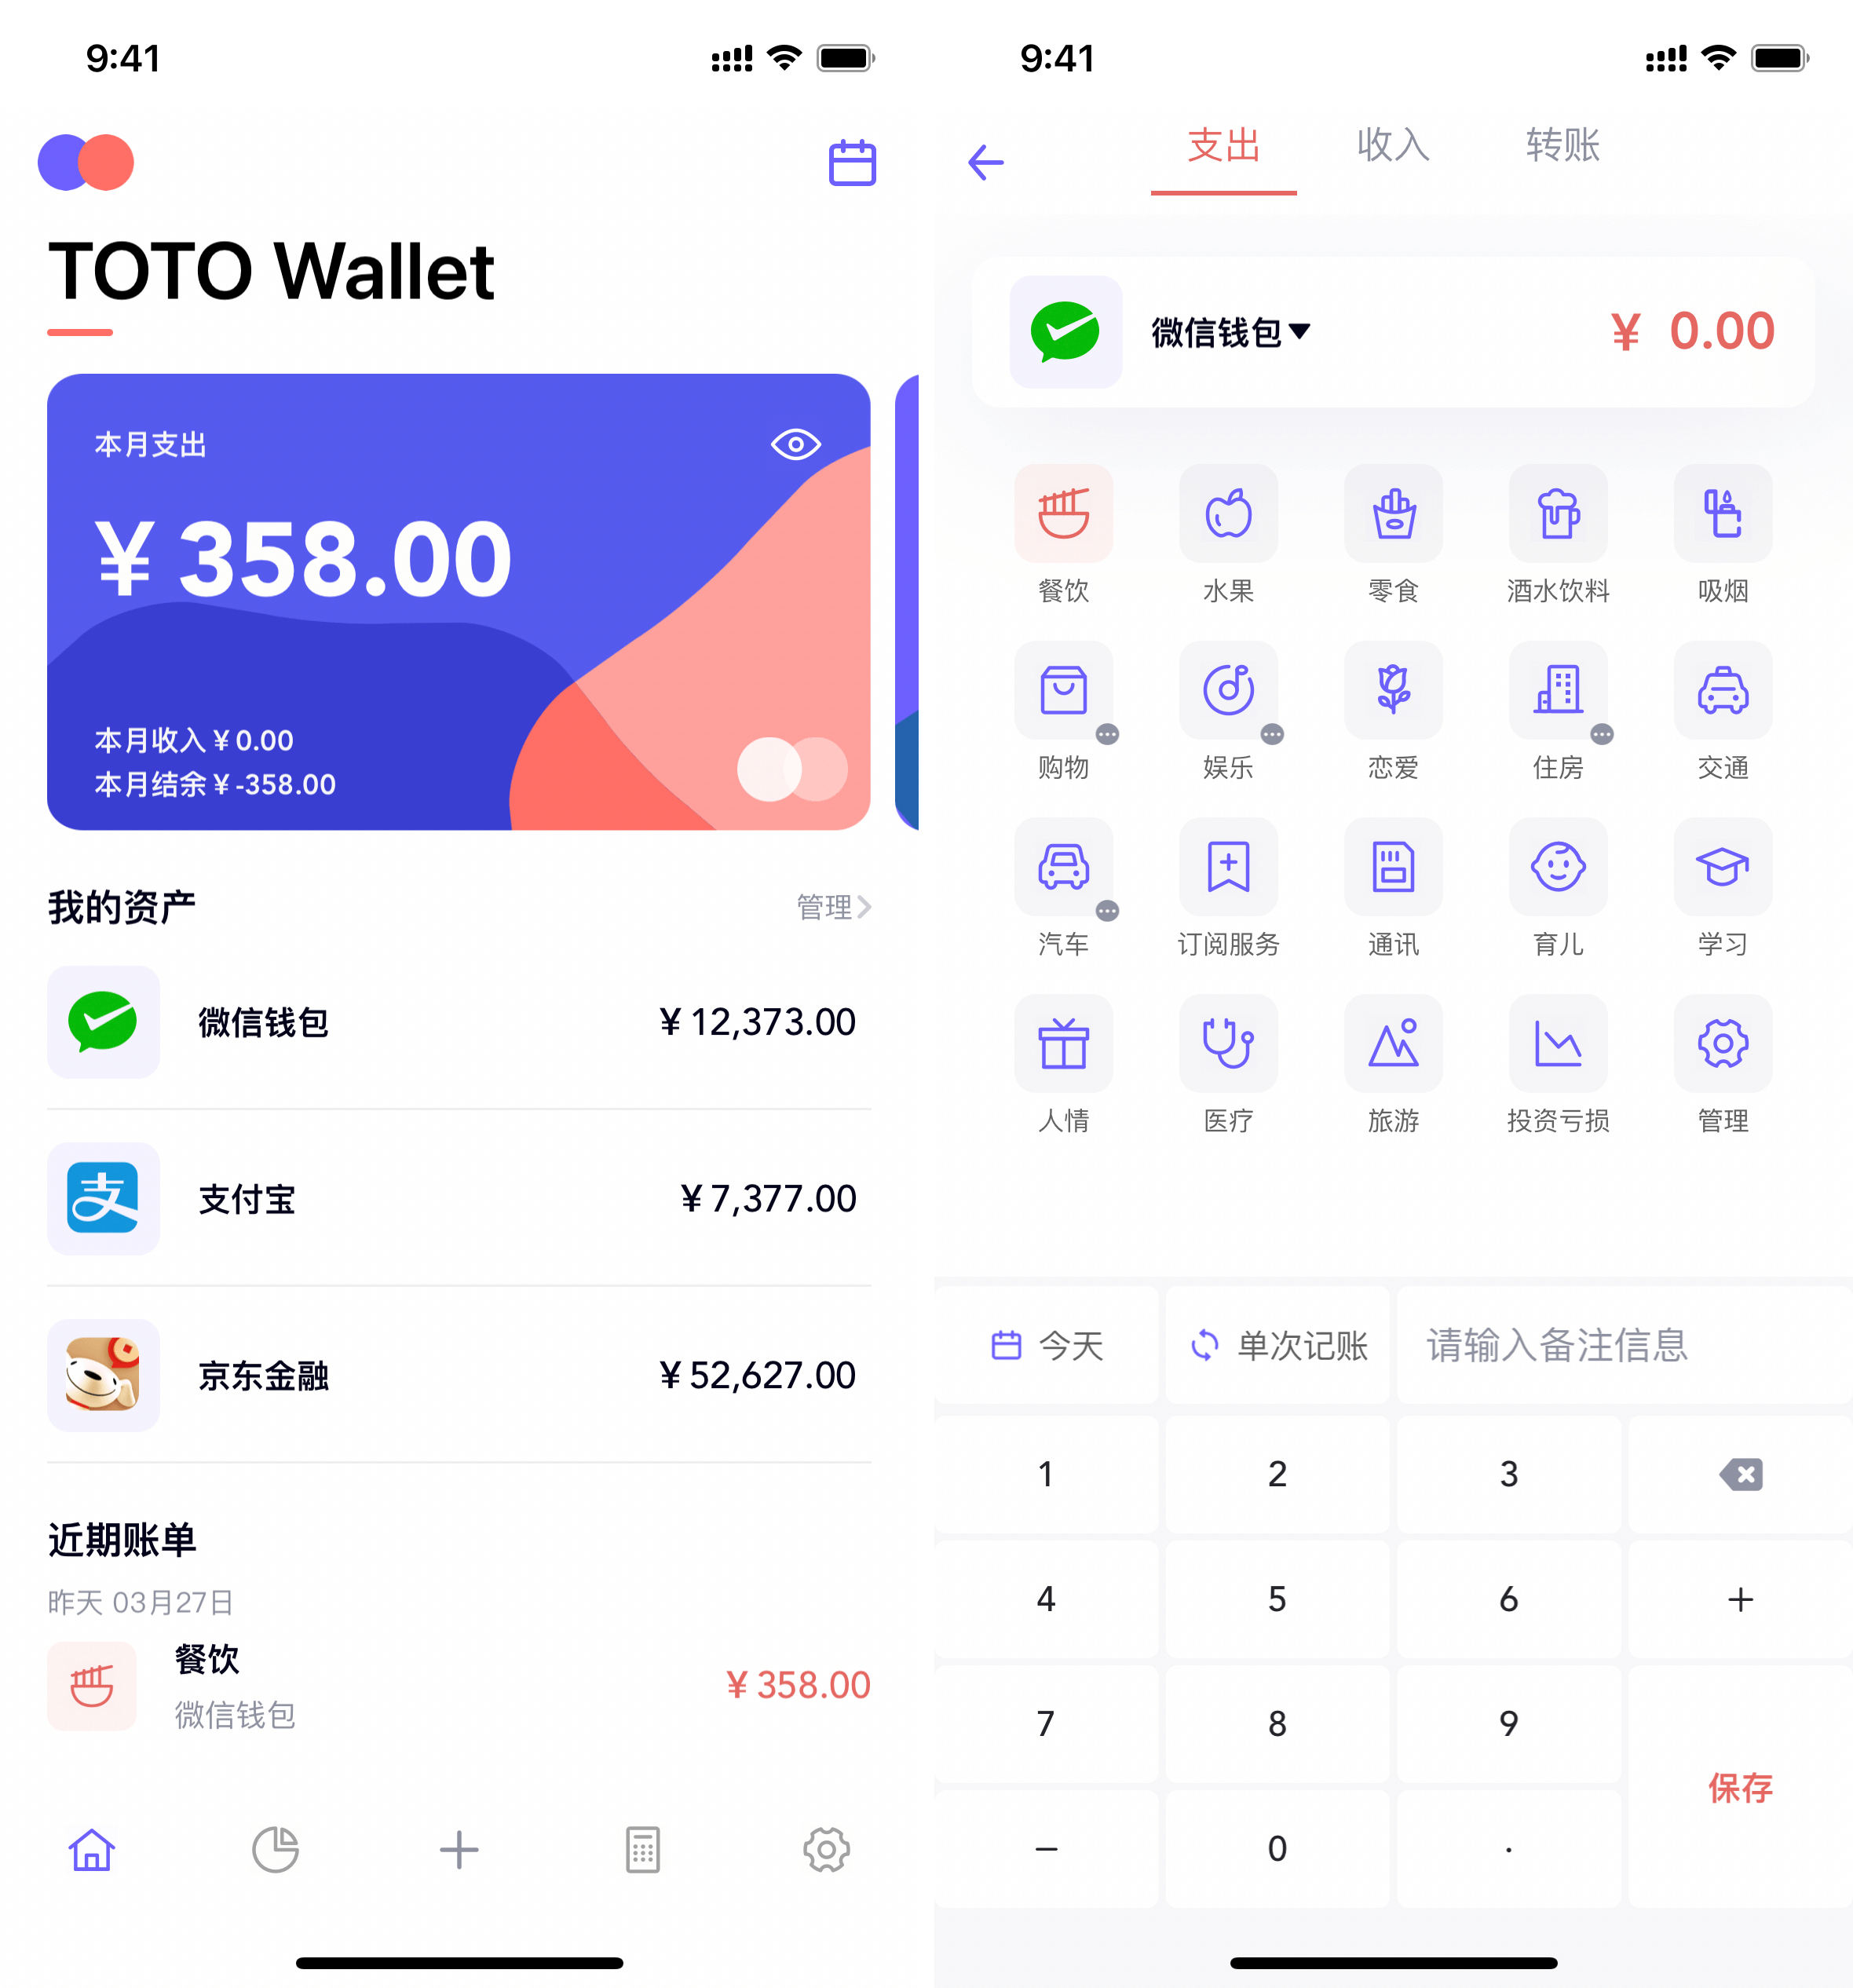 9:41
TOTO Wallet
本月支出
¥ 358.00
本月收入 ¥ 0.00
本月结余 ¥ -358.00
我的资产
管理
微信钱包
¥ 12,373.00
支付宝
¥ 7,377.00
京东金融
¥ 52,627.00
近期账单
昨天 03月27日
餐饮
微信钱包
¥ 358.00
9:41
支出 收入 转账
微信钱包
¥ 0.00
餐饮 水果 零食 酒水饮料 吸烟
购物 娱乐 恋爱 住房 交通
汽车 订阅服务 通讯 育儿 学习
人情 医疗 旅游 投资亏损 管理
今天 单次记账 请输入备注信息
1 2 3
4 5 6 +
7 8 9
保存
− 0 ·